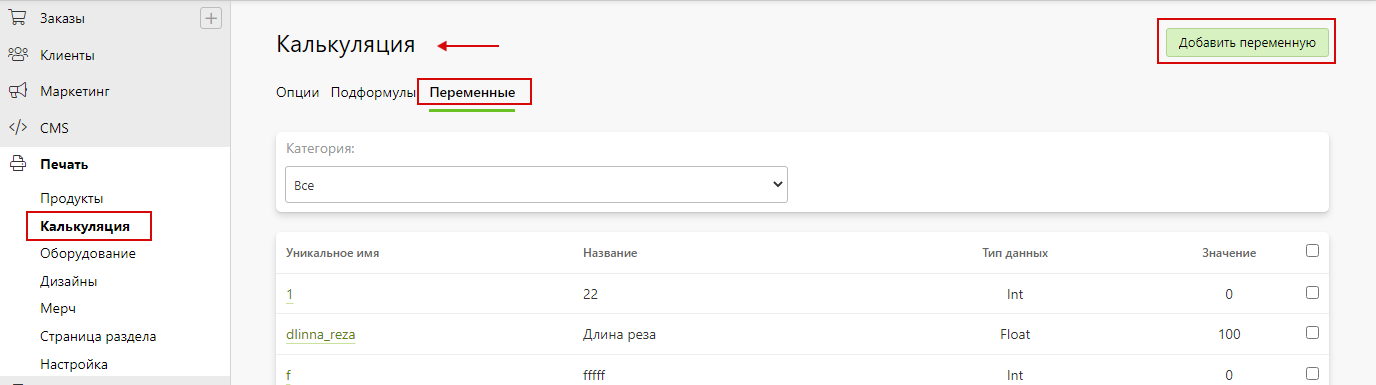 Заказы
Клиенты
Маркетинг
CMS
Печать
Продукты
Калькуляция
Оборудование
Дизайны
Мерч
Страница раздела
Настройка
Калькуляция
Добавить переменную
Опции Подформулы Переменные
Категория:
Все
Уникальное имя Название Тип данных Значение
1 22 Int 0
dlinna_reza Длина реза Float 100
f fffff Int 0